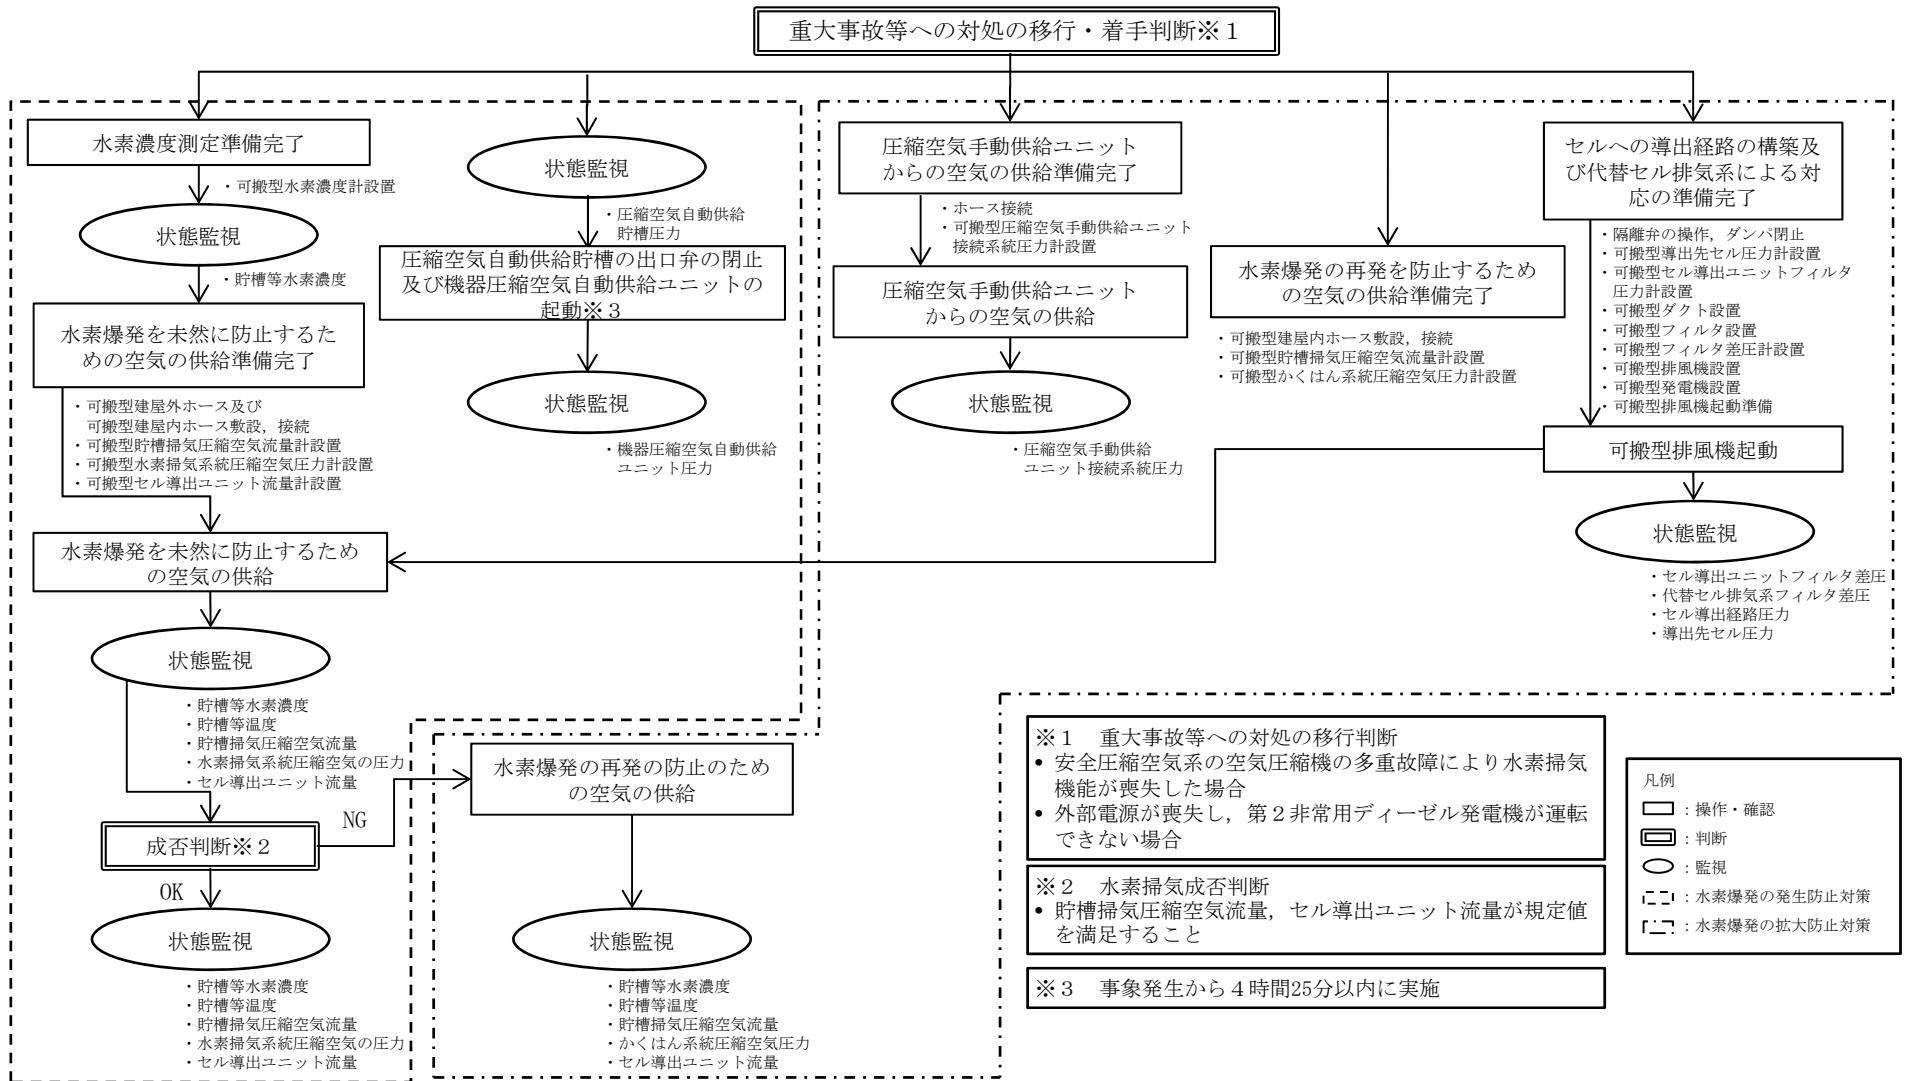 重大事故等への対処の移行・着手判断※１
水素濃度測定準備完了
・可搬型水素濃度計設置
状態監視
・貯槽等水素濃度
水素爆発を未然に防止するた
めの空気の供給準備完了
・可搬型建屋外ホース及び
可搬型建屋内ホース敷設，接続
・可搬型貯槽掃気圧縮空気流量計設置
・可搬型水素掃気系統圧縮空気圧力計設置
・可搬型セル導出ユニット流量計設置
水素爆発を未然に防止するため
の空気の供給
状態監視
・貯槽等水素濃度
・貯槽等温度
・貯槽掃気圧縮空気流量
・水素掃気系統圧縮空気の圧力
・セル導出ユニット流量
成否判断※２
NG
OK
状態監視
・貯槽等水素濃度
・貯槽等温度
・貯槽掃気圧縮空気流量
・水素掃気系統圧縮空気の圧力
・セル導出ユニット流量
状態監視
・圧縮空気自動供給
貯槽圧力
圧縮空気自動供給貯槽の出口弁の閉止
及び機器圧縮空気自動供給ユニットの
起動※３
状態監視
・機器圧縮空気自動供給
ユニット圧力
圧縮空気手動供給ユニット
からの空気の供給準備完了
・ホース接続
・可搬型圧縮空気手動供給ユニット
接続系統圧力計設置
圧縮空気手動供給ユニット
からの空気の供給
状態監視
・圧縮空気手動供給
ユニット接続系統圧力
水素爆発の再発を防止するため
の空気の供給準備完了
・可搬型建屋内ホース敷設，接続
・可搬型貯槽掃気圧縮空気流量計設置
・可搬型かくはん系統圧縮空気圧力計設置
セルへの導出経路の構築及
び代替セル排気系による対
応の準備完了
・隔離弁の操作，ダンパ閉止
・可搬型導出先セル圧力計設置
・可搬型セル導出ユニットフィルタ
圧力計設置
・可搬型ダクト設置
・可搬型フィルタ設置
・可搬型フィルタ差圧計設置
・可搬型排風機設置
・可搬型発電機設置
・可搬型排風機起動準備
可搬型排風機起動
状態監視
・セル導出ユニットフィルタ差圧
・代替セル排気系フィルタ差圧
・セル導出経路圧力
・導出先セル圧力
水素爆発の再発の防止のため
の空気の供給
状態監視
・貯槽等水素濃度
・貯槽等温度
・貯槽掃気圧縮空気流量
・かくはん系統圧縮空気圧力
・セル導出ユニット流量
※１　重大事故等への対処の移行判断
• 安全圧縮空気系の空気圧縮機の多重故障により水素掃気
機能が喪失した場合
• 外部電源が喪失し，第２非常用ディーゼル発電機が運転
できない場合
※２　水素掃気成否判断
• 貯槽掃気圧縮空気流量，セル導出ユニット流量が規定値
を満足すること
※３　事象発生から４時間25分以内に実施
凡例
：操作・確認
：判断
：監視
：水素爆発の発生防止対策
：水素爆発の拡大防止対策